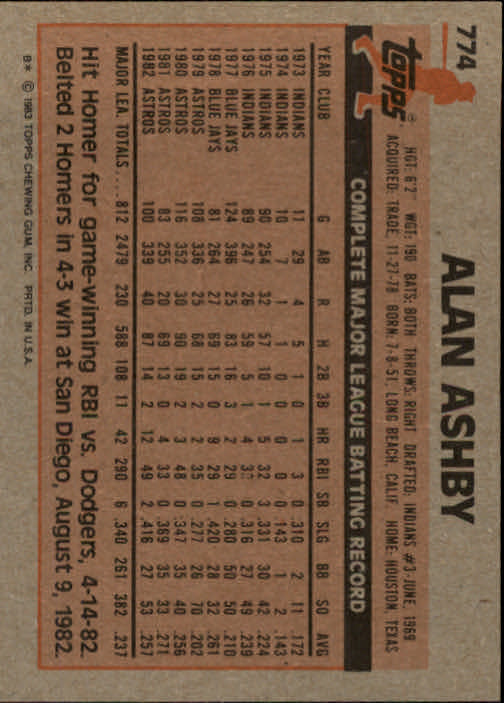 774
topps®
ALAN ASHBY
HGT: 6'2" WGT: 190 BATS: BOTH THROWS: RIGHT DRAFTED: INDIANS #3-JUNE, 1969
ACQUIRED: TRADE, 11-27-78 BORN: 7-8-51, LONG BEACH, CALIF. HOME: HOUSTON, TEXAS
COMPLETE MAJOR LEAGUE BATTING RECORD
YEAR CLUB G AB R H 2B 3B HR RBI SB SLG BB SO AVG
1973 INDIANS 11 29 4 5 1 0 1 3 0 .310 2 11 .172
1974 INDIANS 10 7 1 1 0 0 0 0 0 .143 1 2 .143
1975 INDIANS 90 254 32 57 10 1 5 32 3 .331 30 42 .224
1976 INDIANS 89 247 26 59 5 1 4 32 0 .316 27 49 .239
1977 BLUE JAYS 124 396 25 83 16 3 2 29 0 .280 50 50 .210
1978 BLUE JAYS 81 264 27 69 15 0 9 29 1 .420 28 32 .261
1979 ASTROS 108 336 25 68 15 2 2 35 0 .277 26 70 .202
1980 ASTROS 116 352 30 90 19 2 3 48 0 .347 35 40 .256
1981 ASTROS 83 255 20 69 13 0 4 33 0 .369 35 33 .271
1982 ASTROS 100 339 40 87 14 2 12 49 2 .416 27 53 .257
MAJOR LEA. TOTALS... 812 2479 230 588 108 11 42 290 6 .340 261 382 .237
Hit Homer for game-winning RBI vs. Dodgers, 4-14-82.
Belted 2 Homers in 4-3 win at San Diego, August 9, 1982.
B* © 1983 TOPPS CHEWING GUM, INC. PRTD. IN U.S.A.